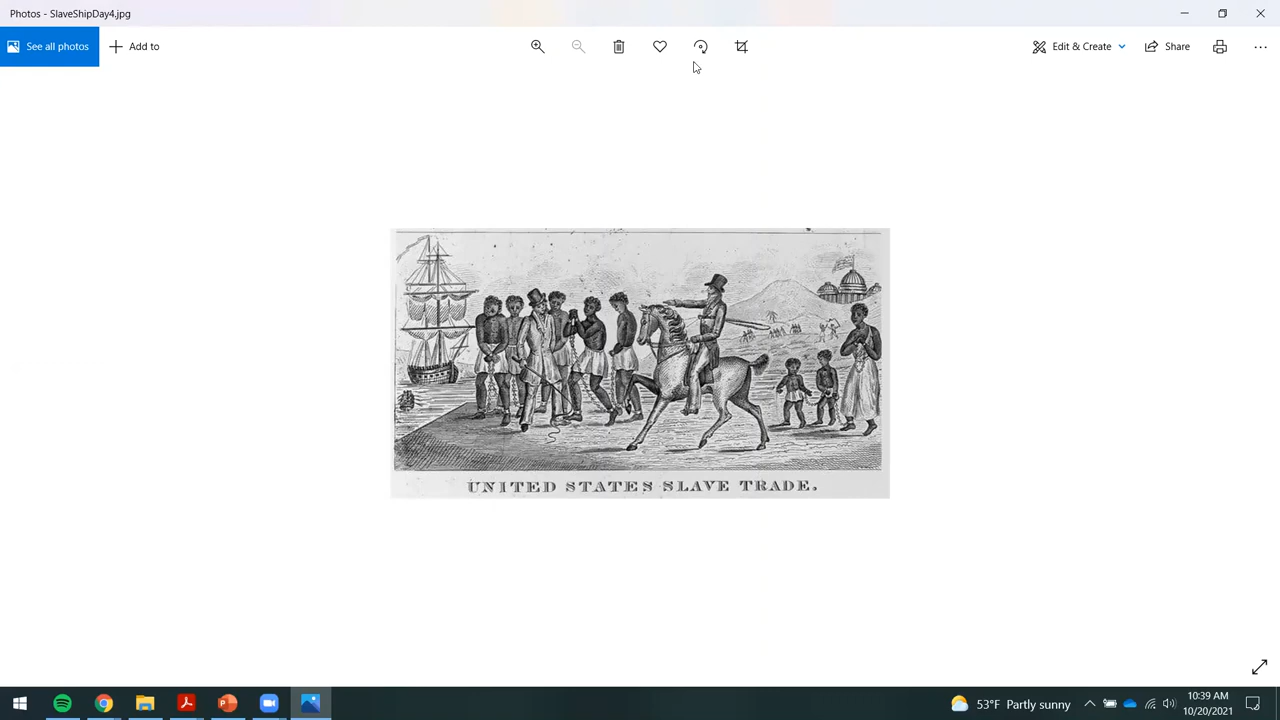 Photos - SlaveShipDay4.jpg
See all photos
Add to
Edit & Create
Share
UNITED STATES SLAVE TRADE.
53°F Partly sunny
10:39 AM
10/20/2021